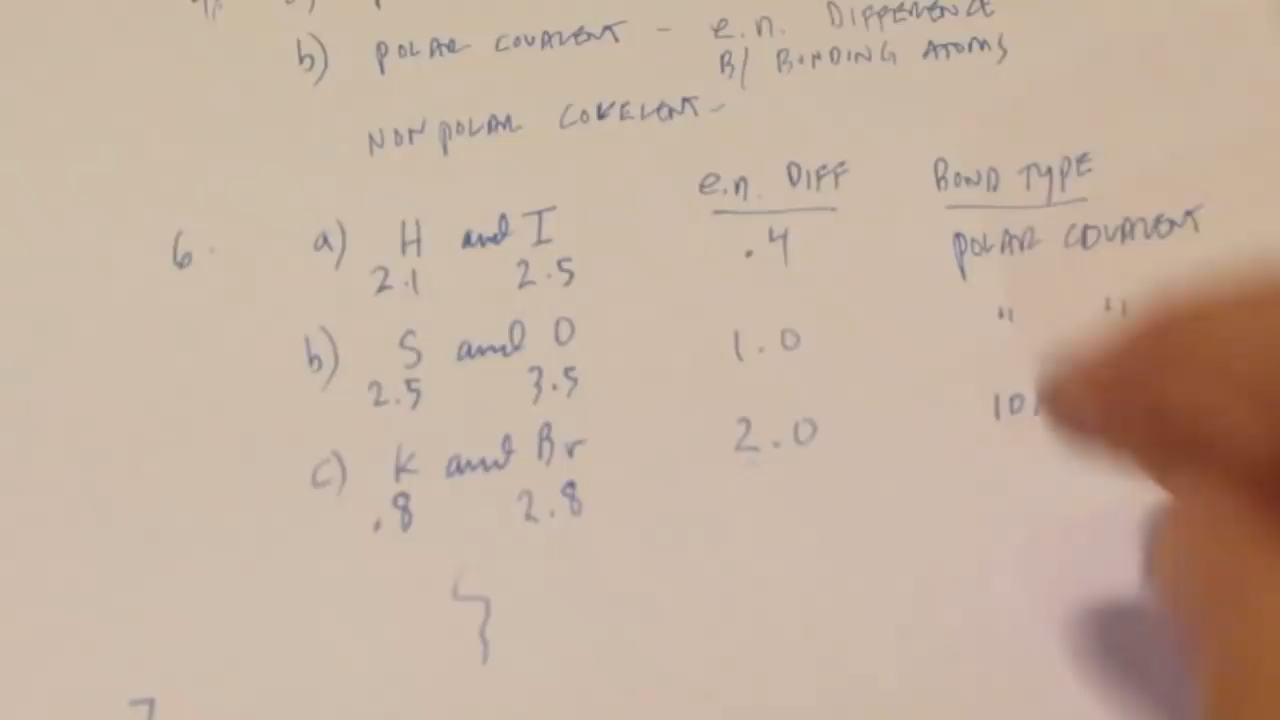 b) POLAR COVALENT - e.n. DIFFERENCE
B/ BONDING ATOMS
NONPOLAR COVELENT -
e.n. DIFF BOND TYPE
6. a) H and I .4 POLAR COVALENT
2.1 2.5
b) S and O 1.0 " "
2.5 3.5
c) K and Br 2.0
.8 2.8
7